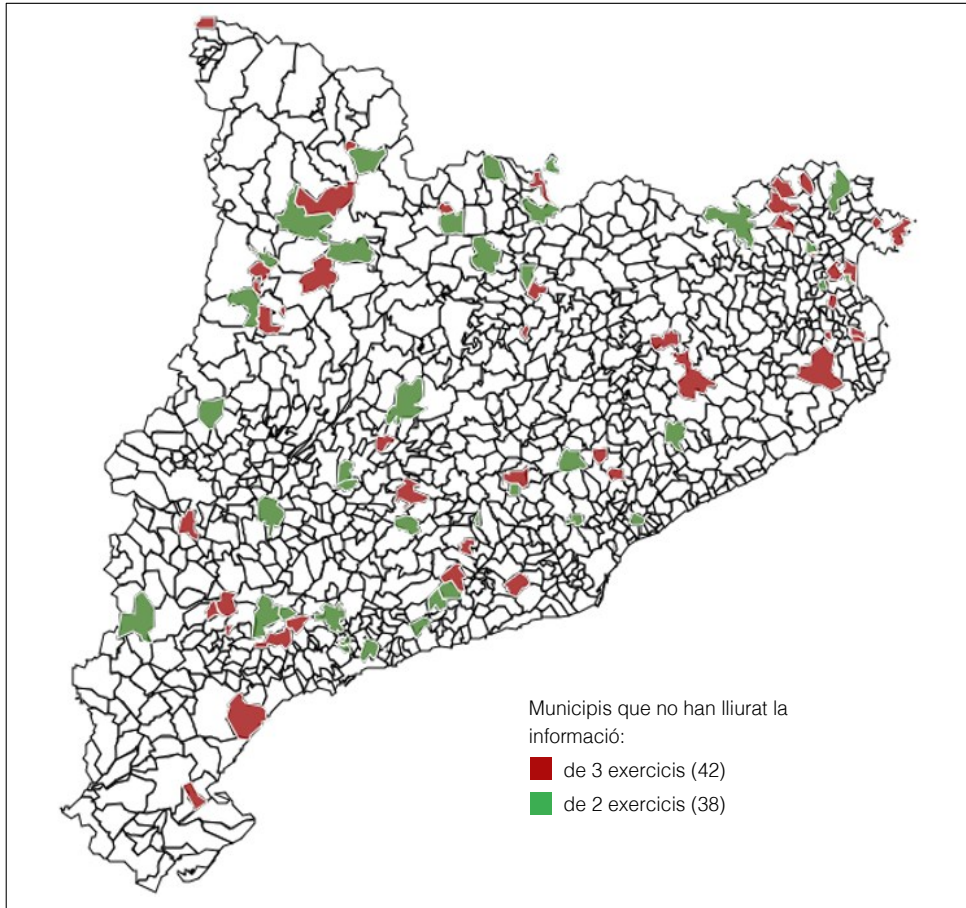 Municipis que no han lliurat la
informació:
de 3 exercicis (42)
de 2 exercicis (38)